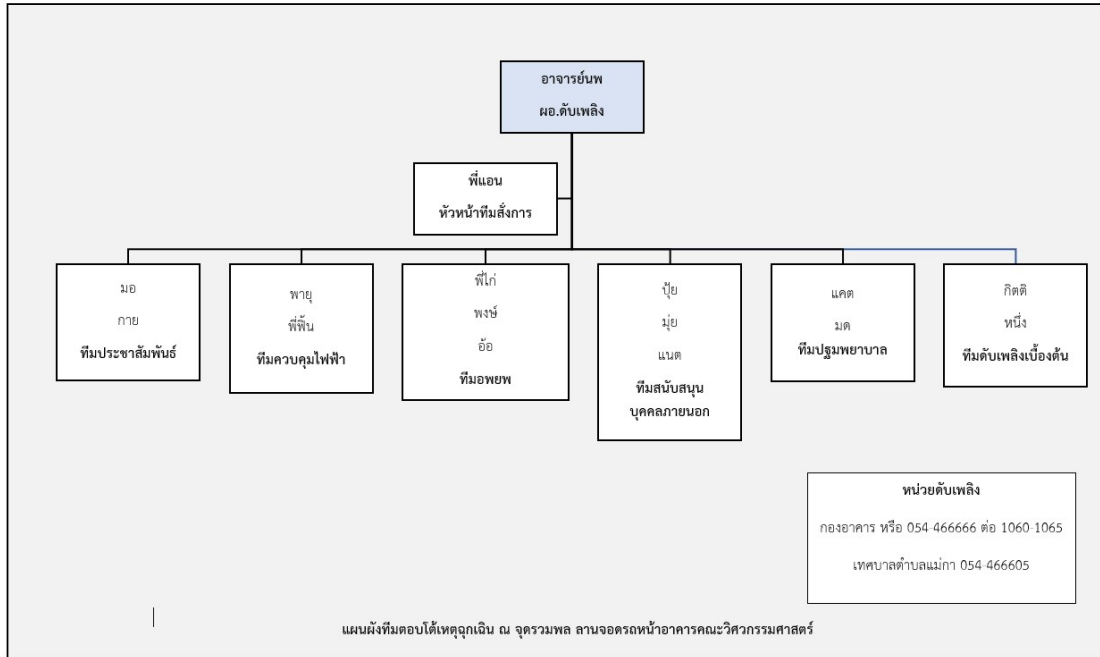 อาจารย์นพ
ผอ.ดับเพลิง
พี่แอน
หัวหน้าทีมสั่งการ
มอ
กาย
ทีมประชาสัมพันธ์
พายุ
พี่ฟิ้น
ทีมควบคุมไฟฟ้า
พี่ไก่
พงษ์
อ้อ
ทีมอพยพ
ปุ้ย
มุ่ย
แนต
ทีมสนับสนุน
บุคคลภายนอก
แคต
มด
ทีมปฐมพยาบาล
กิตติ
หนึ่ง
ทีมดับเพลิงเบื้องต้น
หน่วยดับเพลิง
กองอาคาร หรือ 054-466666 ต่อ 1060-1065
เทศบาลตำบลแม่กา 054-466605
แผนผังทีมตอบโต้เหตุฉุกเฉิน ณ จุดรวมพล ลานจอดรถหน้าอาคารคณะวิศวกรรมศาสตร์